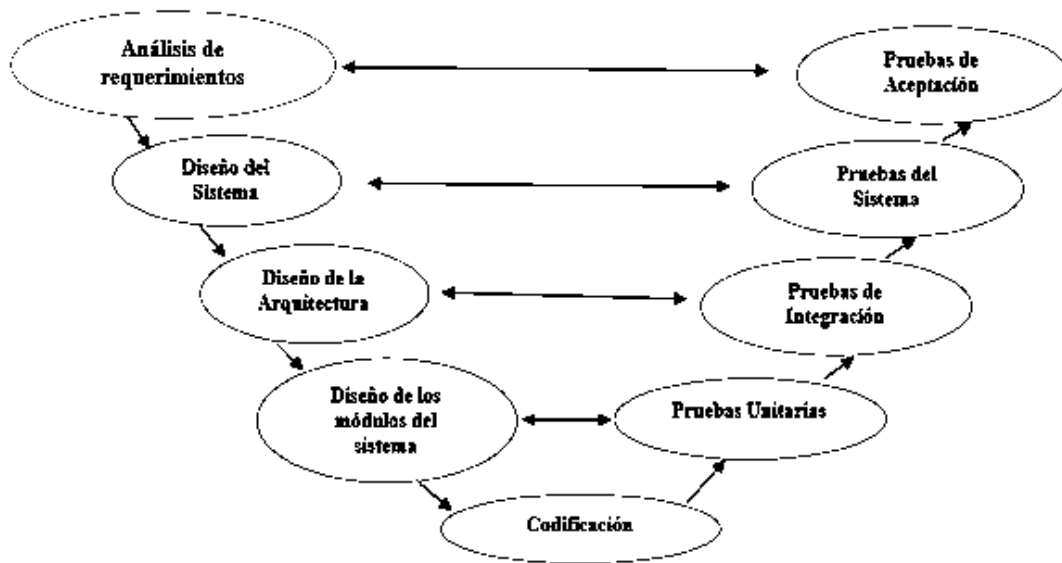 Análisis de
requerimientos
Pruebas de
Aceptación
Diseño del
Sistema
Pruebas del
Sistema
Diseño de la
Arquitectura
Pruebas de
Integración
Diseño de los
módulos del
sistema
Pruebas Unitarias
Codificación